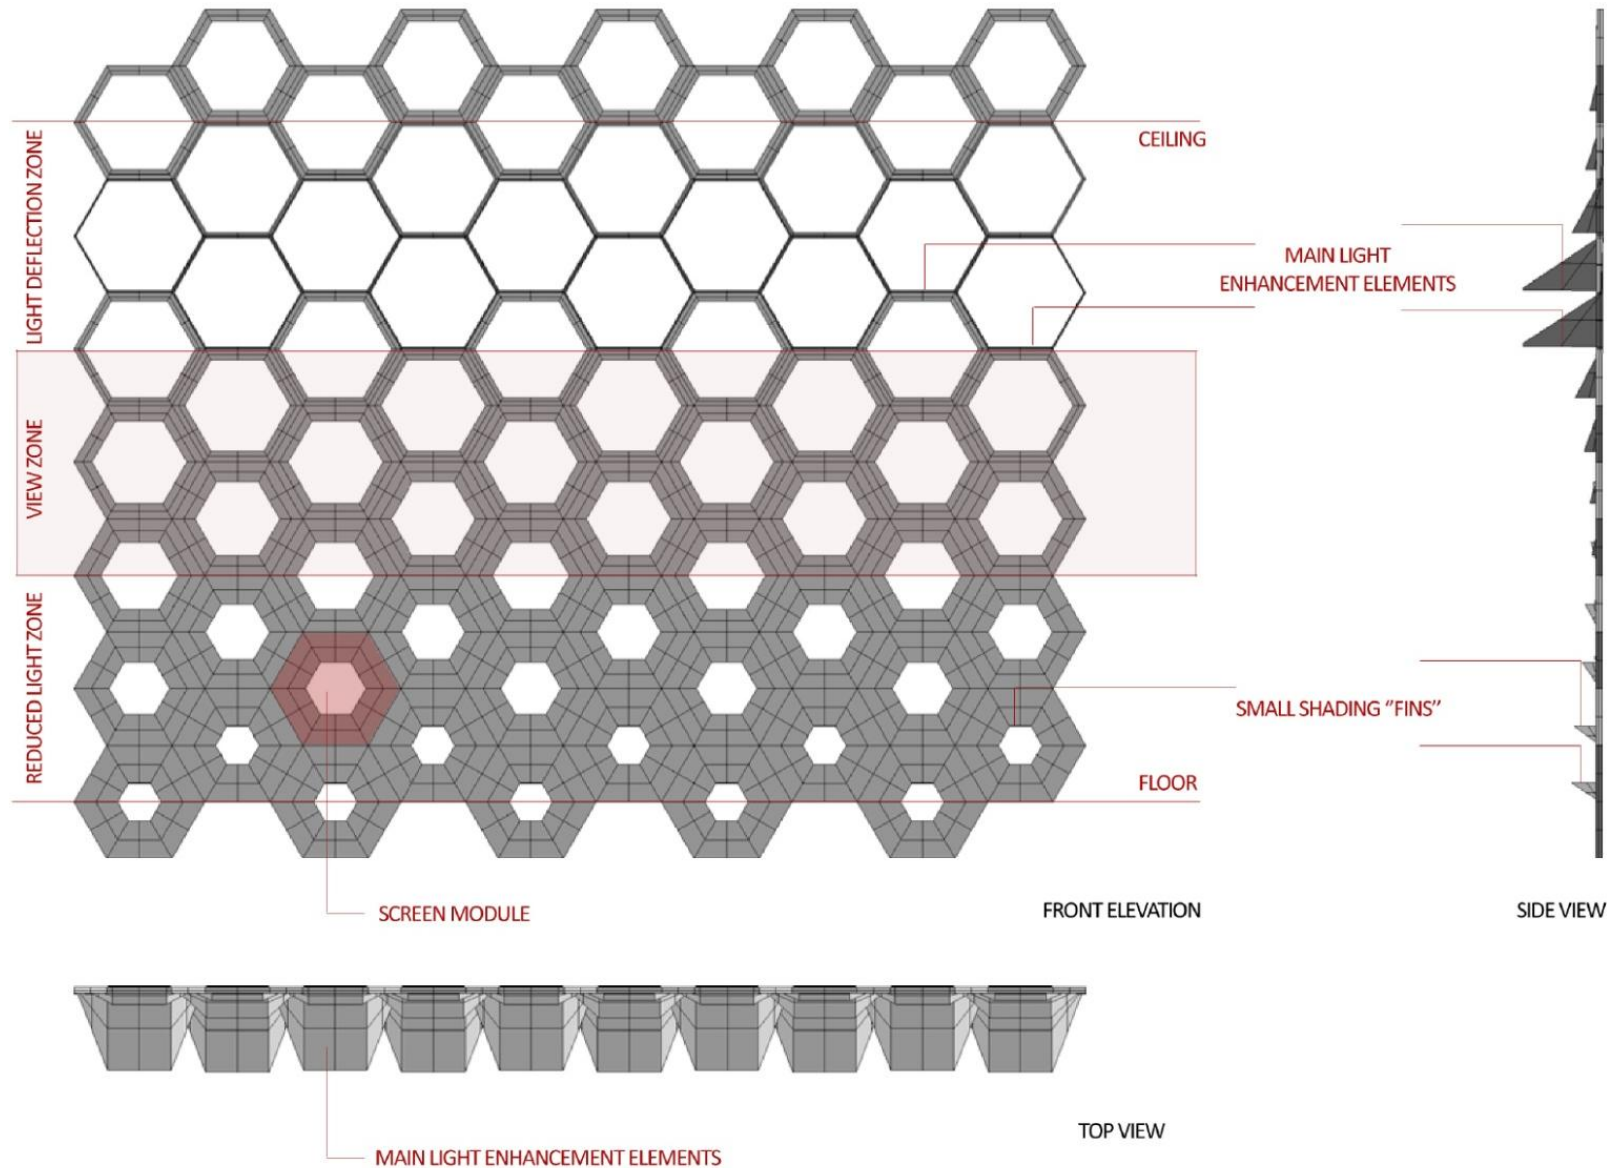 CEILING
LIGHT DEFLECTION ZONE
MAIN LIGHT
ENHANCEMENT ELEMENTS
VIEW ZONE
REDUCED LIGHT ZONE
SMALL SHADING "FINS"
FLOOR
SCREEN MODULE
FRONT ELEVATION
SIDE VIEW
TOP VIEW
MAIN LIGHT ENHANCEMENT ELEMENTS